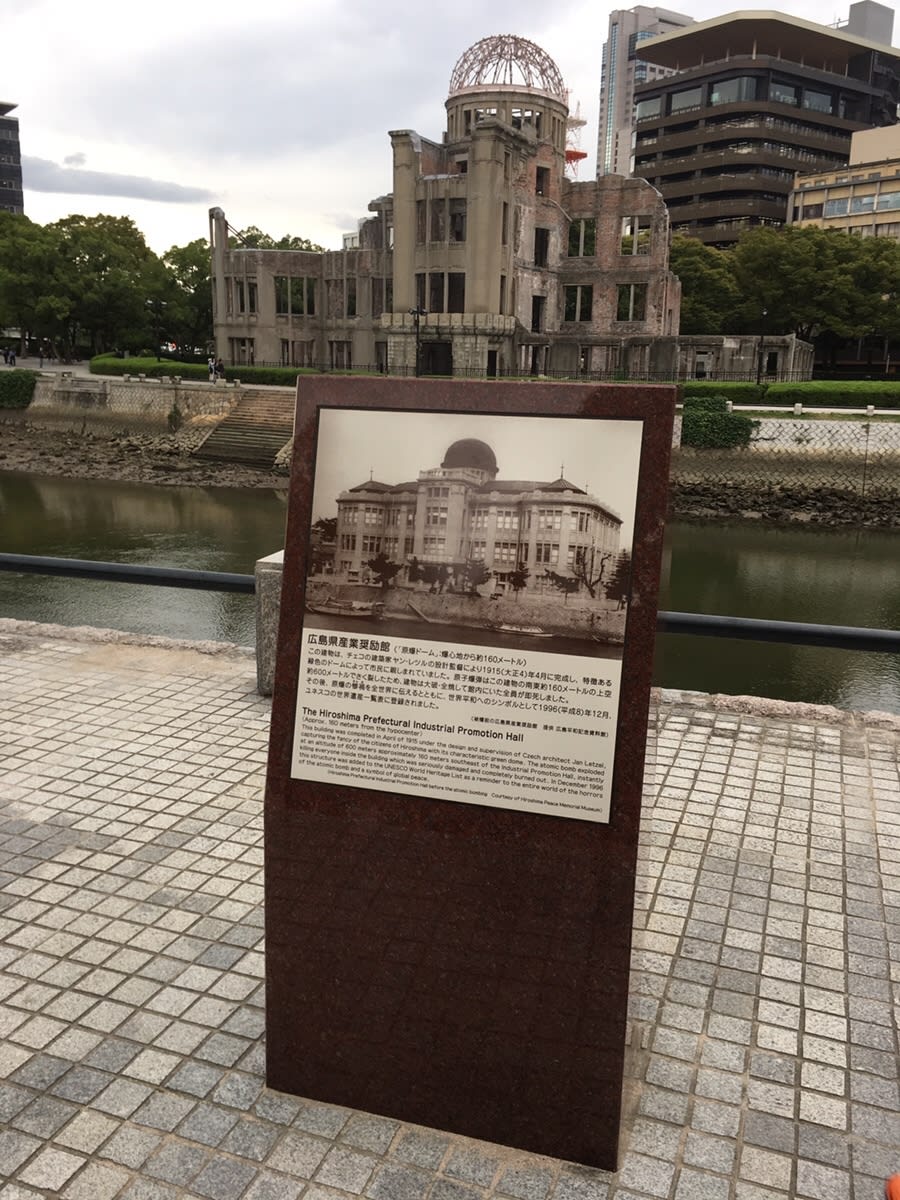 広島県産業奨励館 (「原爆ドーム」:爆心地から約160メートル)
この建物は、チェコの建築家ヤン・レツルの設計監督により1915(大正4)年4月に完成し、特徴ある
緑色のドームによって市民に親しまれていました。原子爆弾はこの建物の南東約160メートルの上空
約600メートルでさく裂したため、建物は大破・全焼して館内にいた全員が即死しました。
その後、原爆の惨禍を全世界に伝えるとともに、世界平和へのシンボルとして1996(平成8)年12月、
ユネスコの世界遺産一覧表に登録されました。
(被爆前の広島県産業奨励館 提供 広島平和記念資料館)
The Hiroshima Prefectural Industrial Promotion Hall
(Approx. 160 meters from the hypocenter)
This building was completed in April of 1915 under the design and supervision of Czech architect Jan Letzel,
capturing the fancy of the citizens of Hiroshima with its characteristic green dome. The atomic bomb exploded
at an altitude of 600 meters approximately 160 meters southeast of the Industrial Promotion Hall, instantly
killing everyone inside the building which was seriously damaged and completely burned out. In December 1996
this structure was added to the UNESCO World Heritage List as a reminder to the entire world of the horrors
of the atomic bomb and a symbol of global peace.
(Hiroshima Prefectural Industrial Promotion Hall before the atomic bombing Courtesy of Hiroshima Peace Memorial Museum)